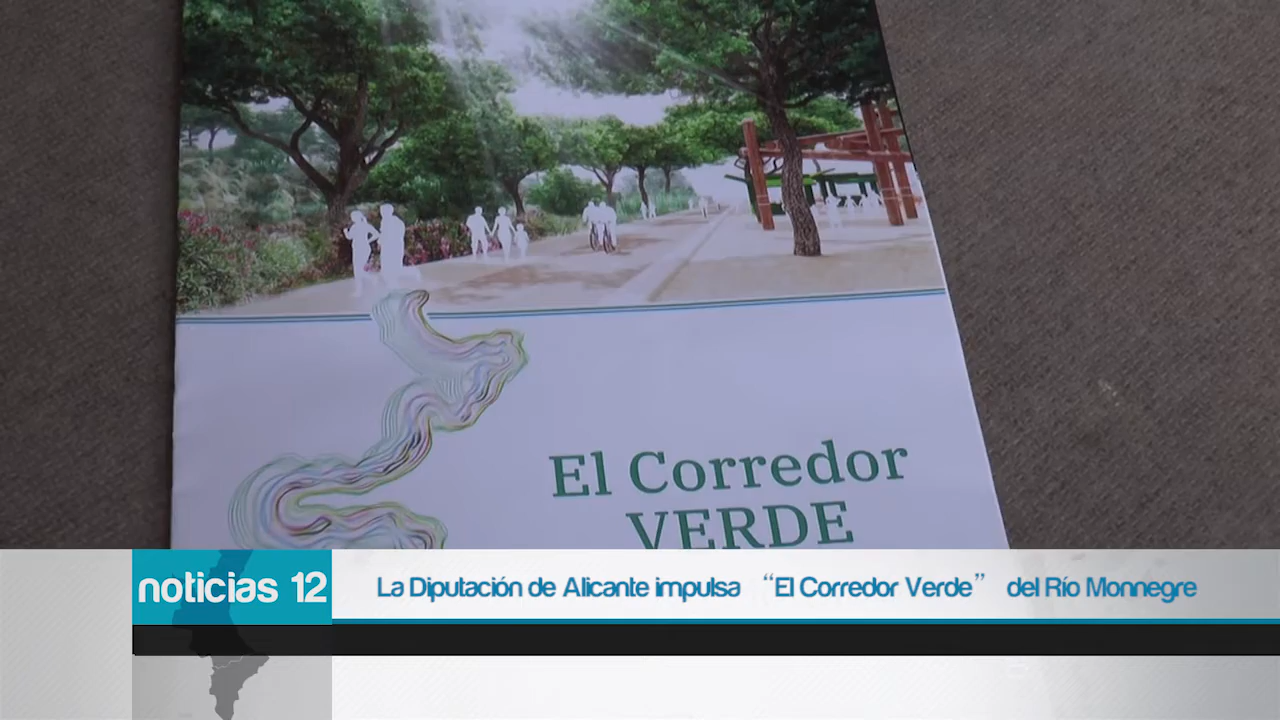 El Corredor
VERDE
noticias 12
La Diputación de Alicante impulsa “El Corredor Verde” del Río Monnegre